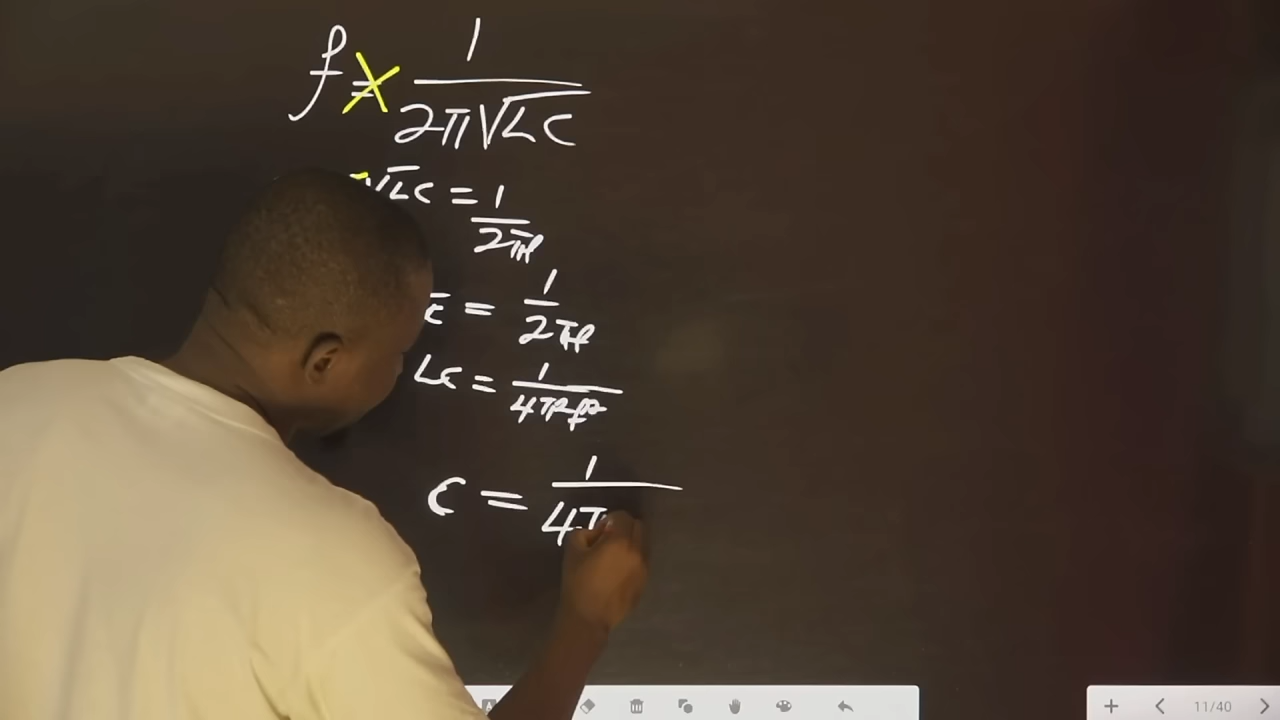 f = 1/(2π√LC)
√LC = 1/(2πf)
C = 1/(2πf)
LC = 1/(4π²f²)
C = 1/(4π
11/40